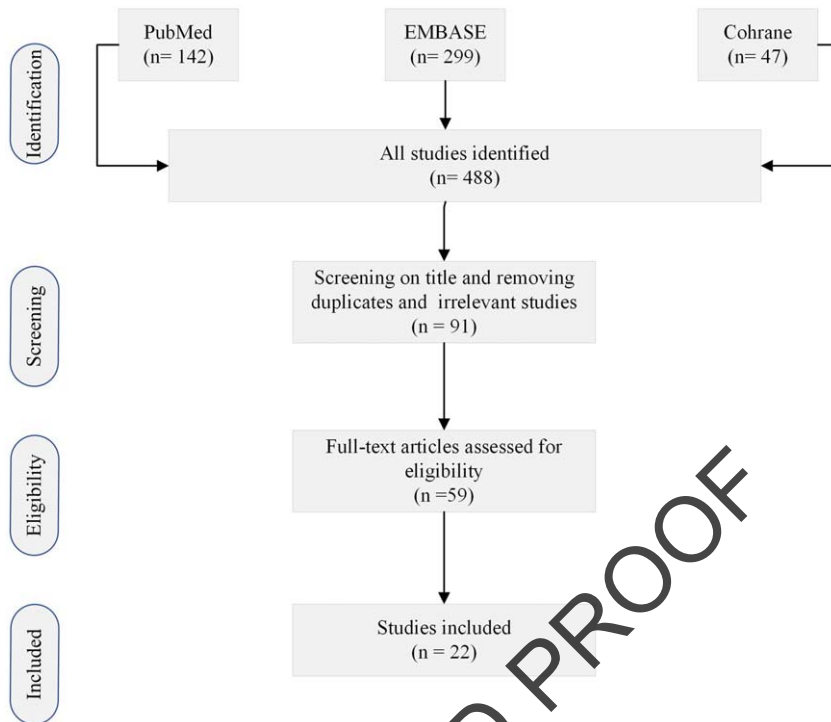 PubMed
(n= 142)
EMBASE
(n= 299)
Cohrane
(n= 47)
Identification
All studies identified
(n= 488)
Screening
Screening on title and removing
duplicates and irrelevant studies
(n = 91)
Eligibility
Full-text articles assessed for
eligibility
(n =59)
Included
Studies included
(n = 22)
PROOF